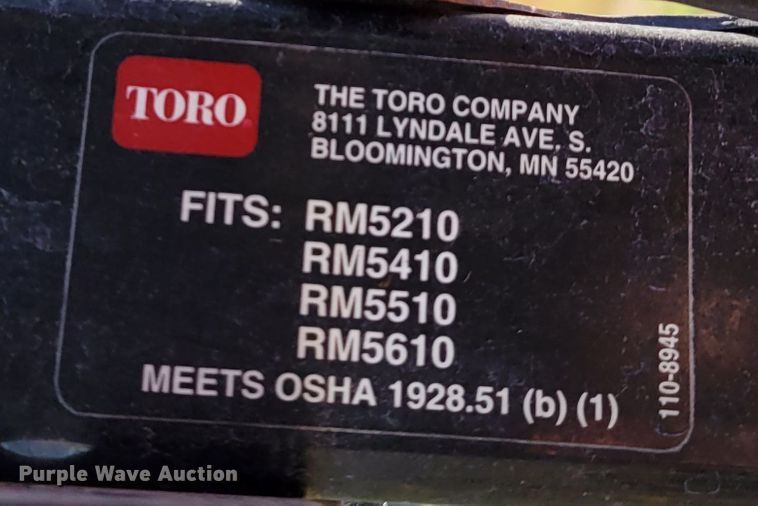 TORO
THE TORO COMPANY
8111 LYNDALE AVE. S.
BLOOMINGTON, MN 55420
FITS: RM5210
RM5410
RM5510
RM5610
MEETS OSHA 1928.51 (b) (1)
110-8945
Purple Wave Auction